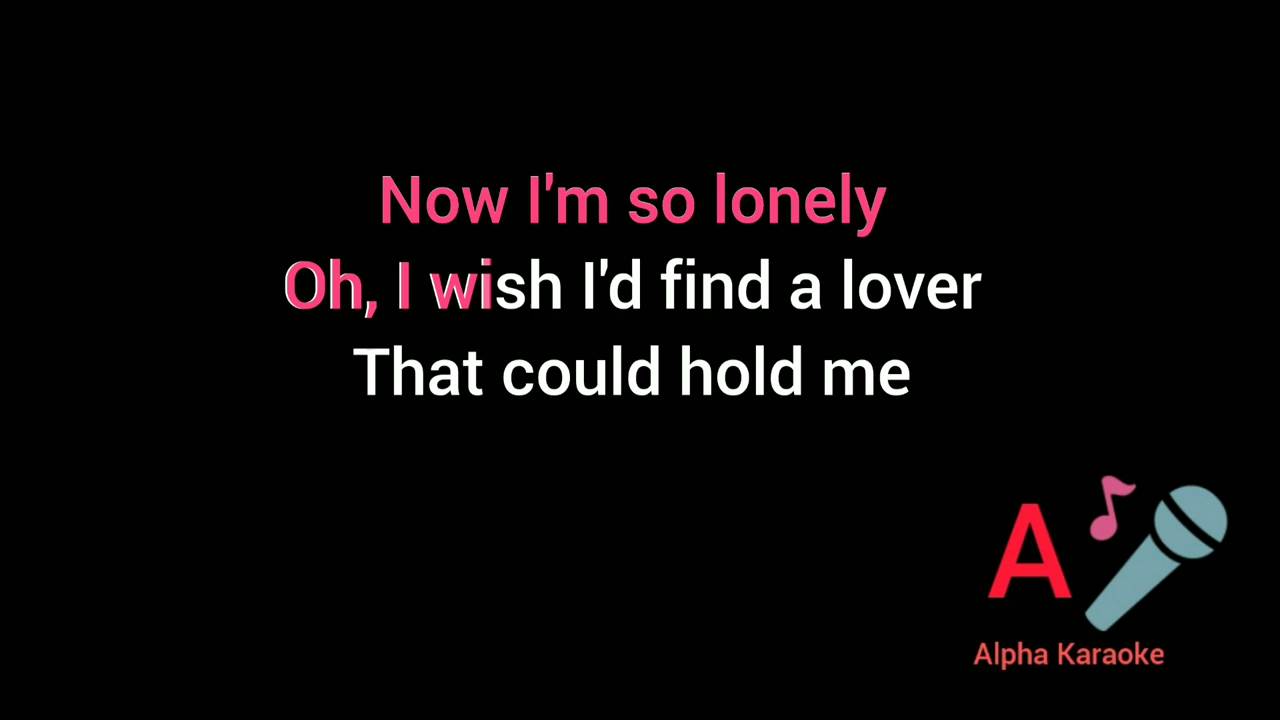 Now I'm so lonely
Oh, I wish I'd find a lover
That could hold me
A
Alpha Karaoke